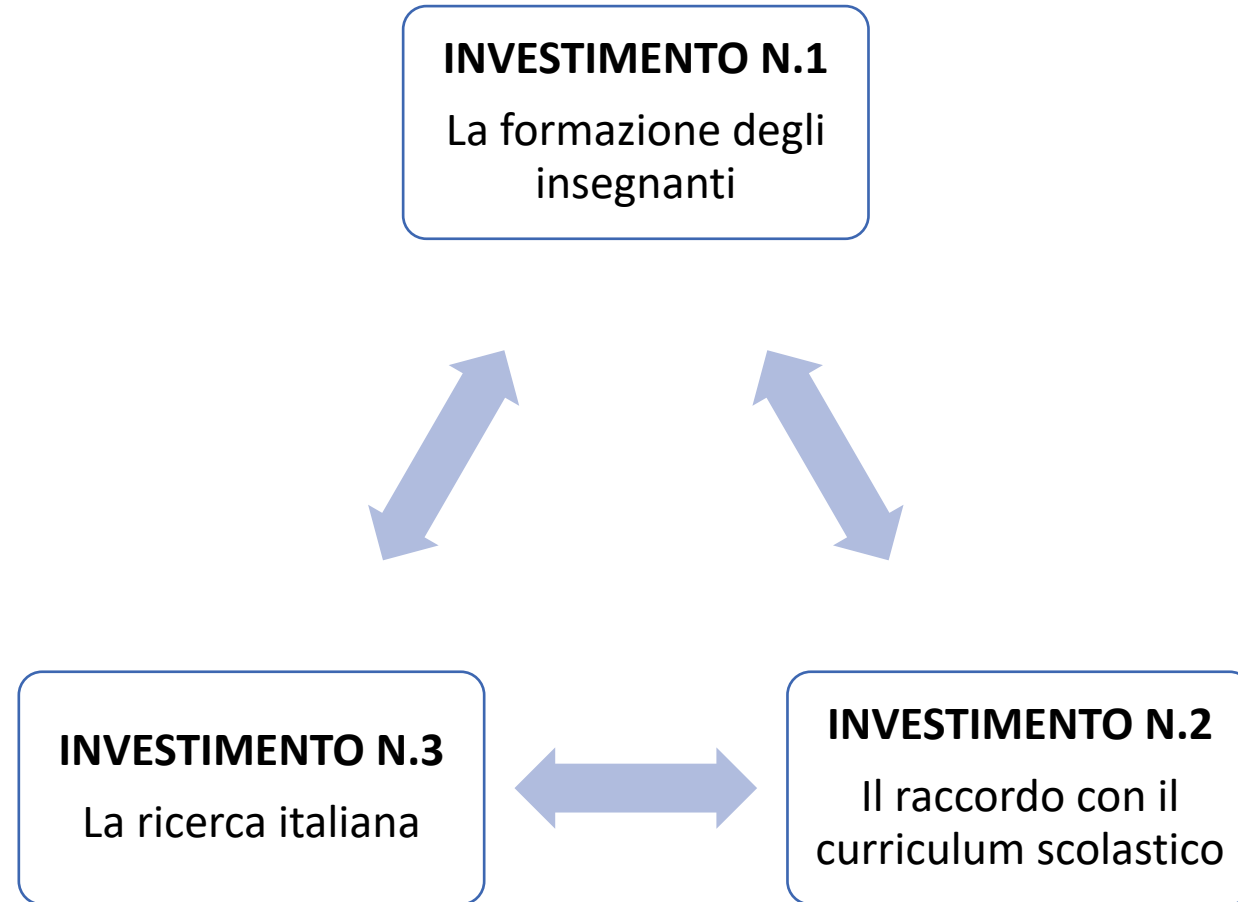 INVESTIMENTO N.1
La formazione degli
insegnanti
INVESTIMENTO N.3
La ricerca italiana
INVESTIMENTO N.2
Il raccordo con il
curriculum scolastico